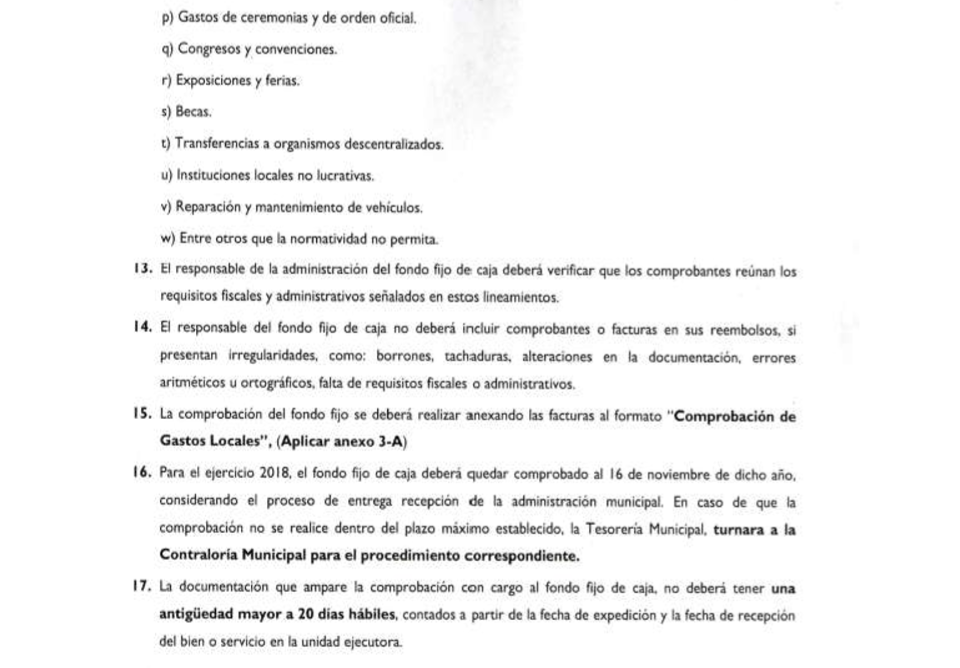 p) Gastos de ceremonias y de orden oficial.
q) Congresos y convenciones.
r) Exposiciones y ferias.
s) Becas.
t) Transferencias a organismos descentralizados.
u) Instituciones locales no lucrativas.
v) Reparación y mantenimiento de vehículos.
w) Entre otros que la normatividad no permita.
13. El responsable de la administración del fondo fijo de caja deberá verificar que los comprobantes reúnan los
requisitos fiscales y administrativos señalados en estos lineamientos.
14. El responsable del fondo fijo de caja no deberá incluir comprobantes o facturas en sus reembolsos, si
presentan irregularidades, como: borrones, tachaduras, alteraciones en la documentación, errores
aritméticos u ortográficos, falta de requisitos fiscales o administrativos.
15. La comprobación del fondo fijo se deberá realizar anexando las facturas al formato "Comprobación de
Gastos Locales", (Aplicar anexo 3-A)
16. Para el ejercicio 2018, el fondo fijo de caja deberá quedar comprobado al 16 de noviembre de dicho año,
considerando el proceso de entrega recepción de la administración municipal. En caso de que la
comprobación no se realice dentro del plazo máximo establecido, la Tesorería Municipal, turnara a la
Contraloría Municipal para el procedimiento correspondiente.
17. La documentación que ampare la comprobación con cargo al fondo fijo de caja, no deberá tener una
antigüedad mayor a 20 días hábiles, contados a partir de la fecha de expedición y la fecha de recepción
del bien o servicio en la unidad ejecutora.